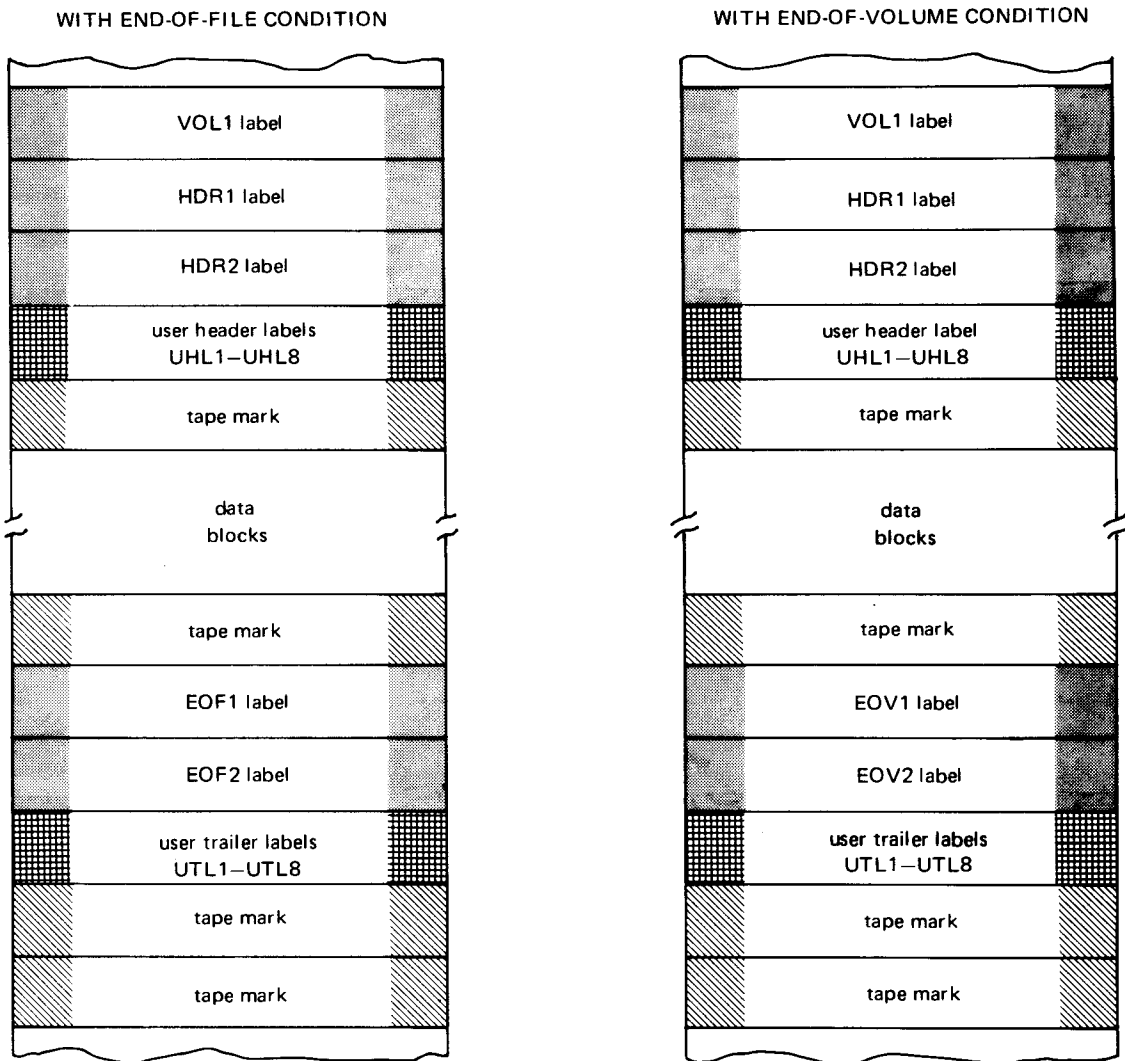 WITH END-OF-FILE CONDITION
VOL1 label
HDR1 label
HDR2 label
user header labels
UHL1–UHL8
tape mark
data
blocks
tape mark
EOF1 label
EOF2 label
user trailer labels
UTL1–UTL8
tape mark
tape mark
WITH END-OF-VOLUME CONDITION
VOL1 label
HDR1 label
HDR2 label
user header label
UHL1–UHL8
tape mark
data
blocks
tape mark
EOV1 label
EOV2 label
user trailer labels
UTL1–UTL8
tape mark
tape mark